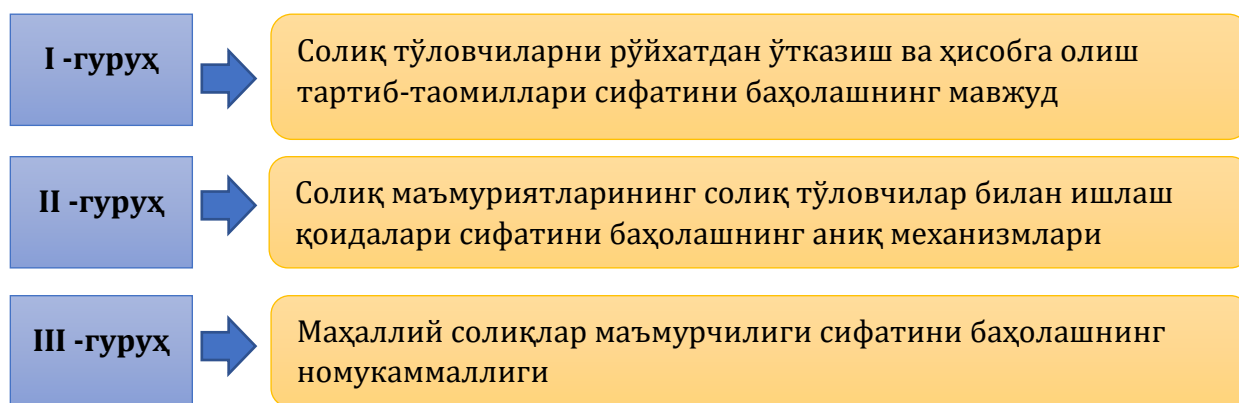 I -гуруҳ
Солиқ тўловчиларни рўйхатдан ўтказиш ва ҳисобга олиш
тартиб-таомиллари сифатини баҳолашнинг мавжуд
II -гуруҳ
Солиқ маъмуриятларининг солиқ тўловчилар билан ишлаш
қоидалари сифатини баҳолашнинг аниқ механизмлари
III -гуруҳ
Маҳаллий солиқлар маъмурчилиги сифатини баҳолашнинг
номукаммаллиги